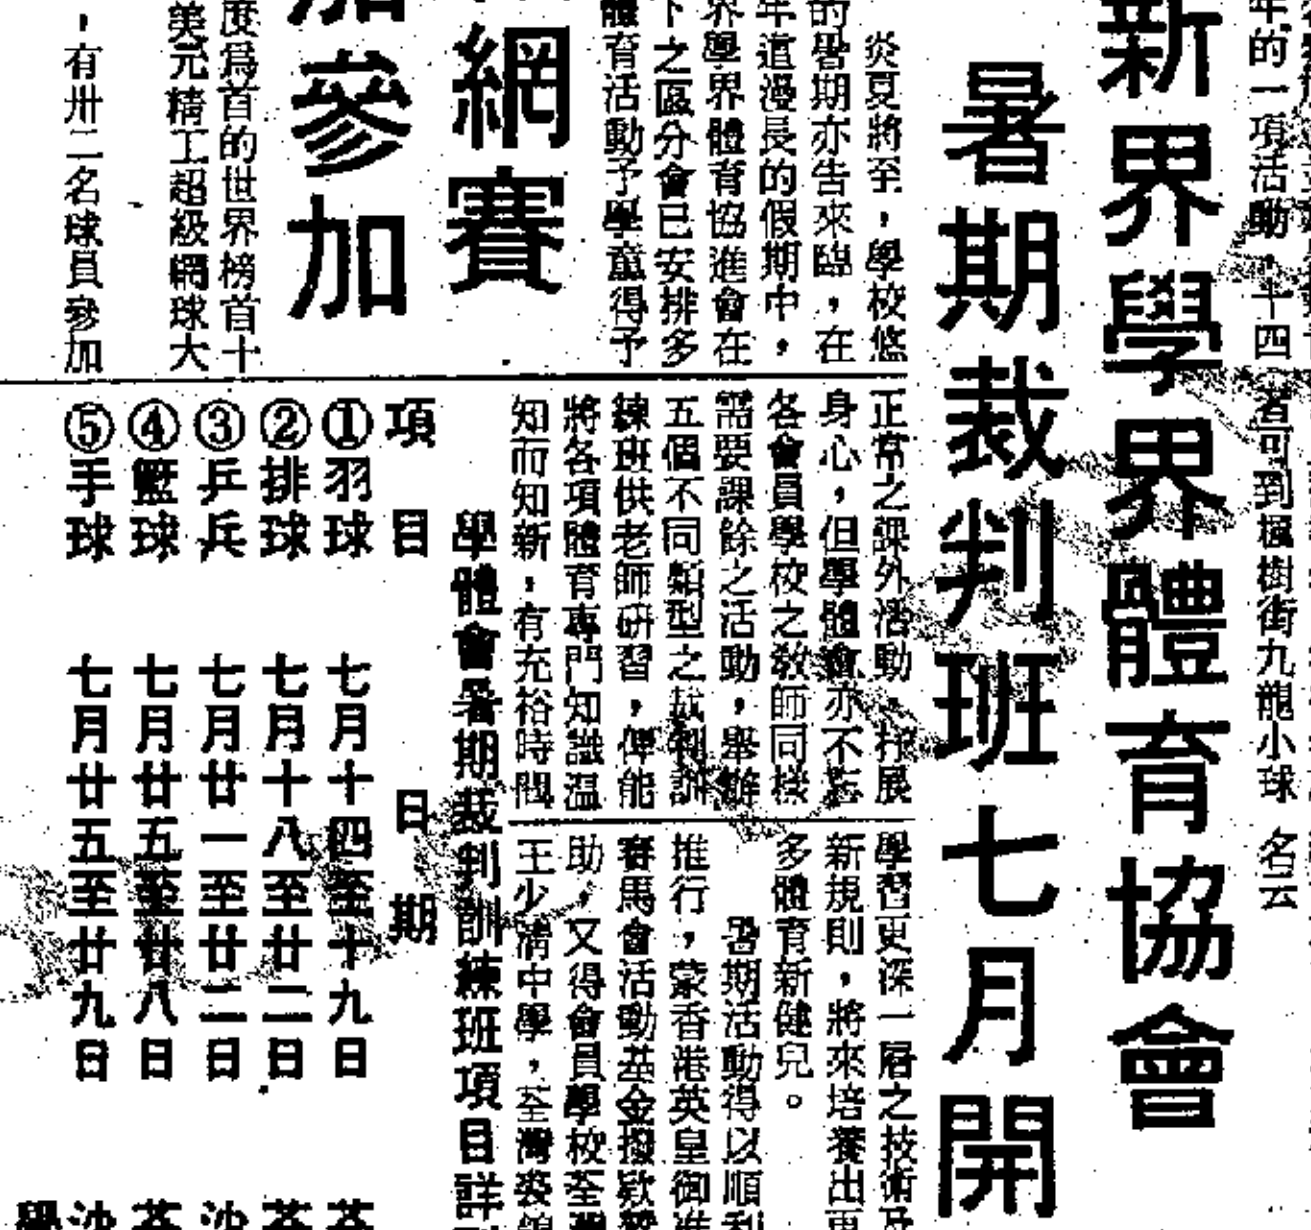 年的一項活動，十四
者可到楓樹街九龍小球
名云
新界學界體育協會
暑期裁判班七月開
炎夏將至，學校悠
的暑期亦告來臨，在
年道漫長的假期中，
界學界體育協進會在
下之區分會已安排多
體育活動予學童得予
正常之課外活動，抒展
身心，但學體會亦不忘
各會員學校之教師同樣
需要課餘之活動，舉辦
五個不同類型之裁判訓
練班供老師研習，俾能
將各項體育專門知識温
知而知新，有充裕時間
學習更深一層之技術及
新規則，將來培養出更
多體育新健兒。
暑期活動得以順利
推行，蒙香港英皇御准
賽馬會活動基金撥欵贊
助，又得會員學校荃灣
王少清中學，荃灣裘錦
學體會暑期裁判訓練班項目詳列
項目 日期
①羽球 七月十四至十九日 荃
②排球 七月十八至廿二日 荃
③乒乓 七月廿一至廿二日 沙
④籃球 七月廿五至廿八日 荃
⑤手球 七月廿五至廿九日 沙
學
網賽
加參加
度爲首的世界榜首十
美元精工超級網球大
，有卅二名球員參加